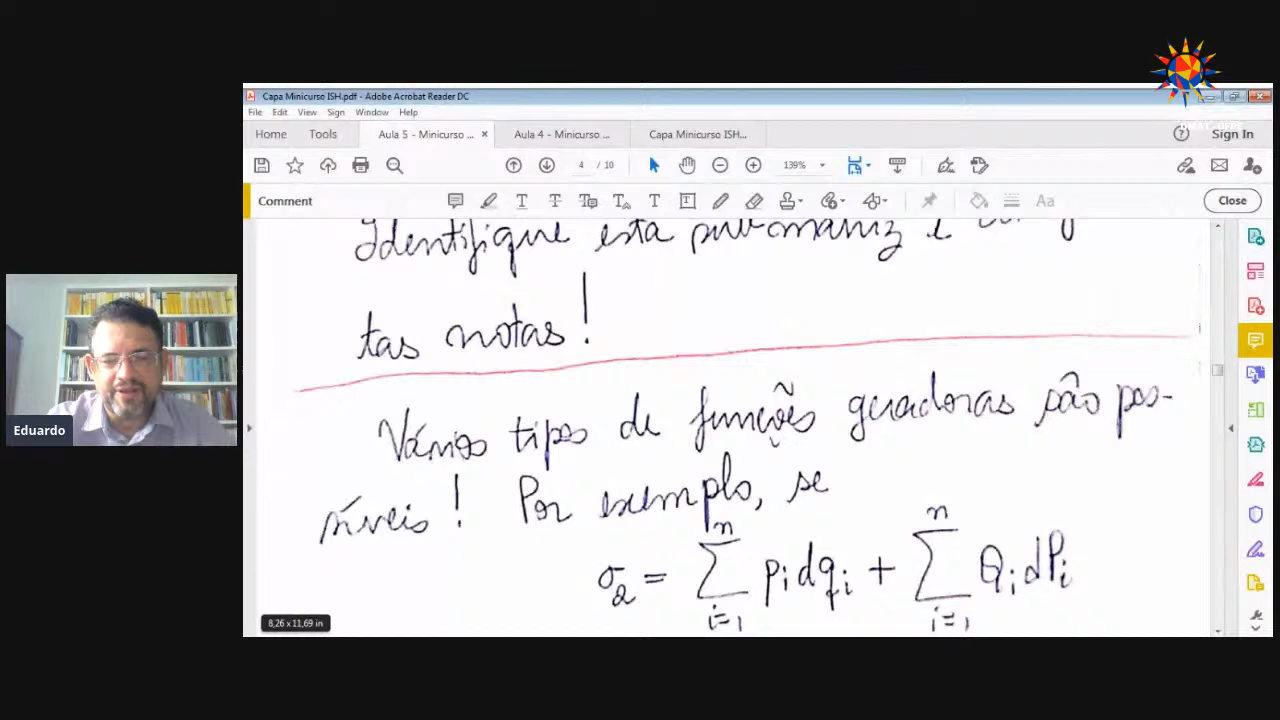 Capa Minicurso ISH.pdf - Adobe Acrobat Reader DC
File Edit View Sign Window Help
Home Tools Aula 5 - Minicurso ... × Aula 4 - Minicurso ... Capa Minicurso ISH... Sign In
4 / 10 139%
Comment Close
Identifique esta
tas notas!
Vários tipos de funções geradoras são pos-
síveis! Por exemplo, se
σ₂ = ∑ᵢ₌₁ⁿ pᵢdqᵢ + ∑ᵢ₌₁ⁿ QᵢdPᵢ
8,26 x 11,69 in
Eduardo